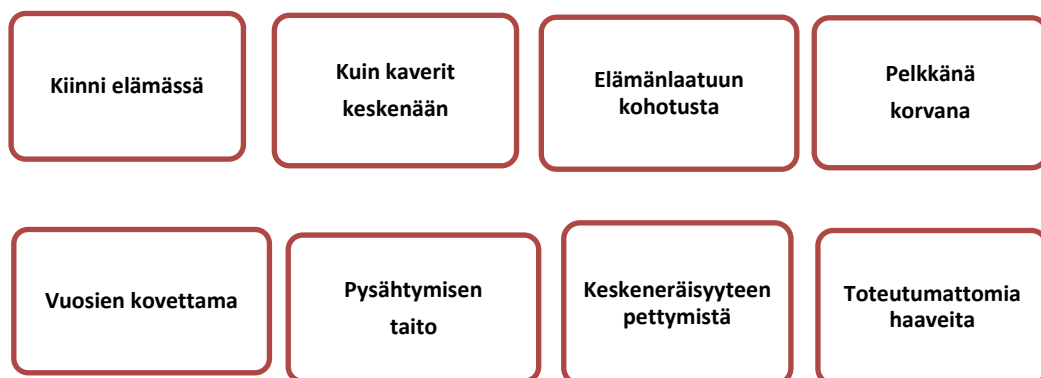 Kiinni elämässä
Kuin kaverit
keskenään
Elämänlaatuun
kohotusta
Pelkkänä
korvana
Vuosien kovettama
Pysähtymisen
taito
Keskeneräisyyteen
pettymistä
Toteutumattomia
haaveita